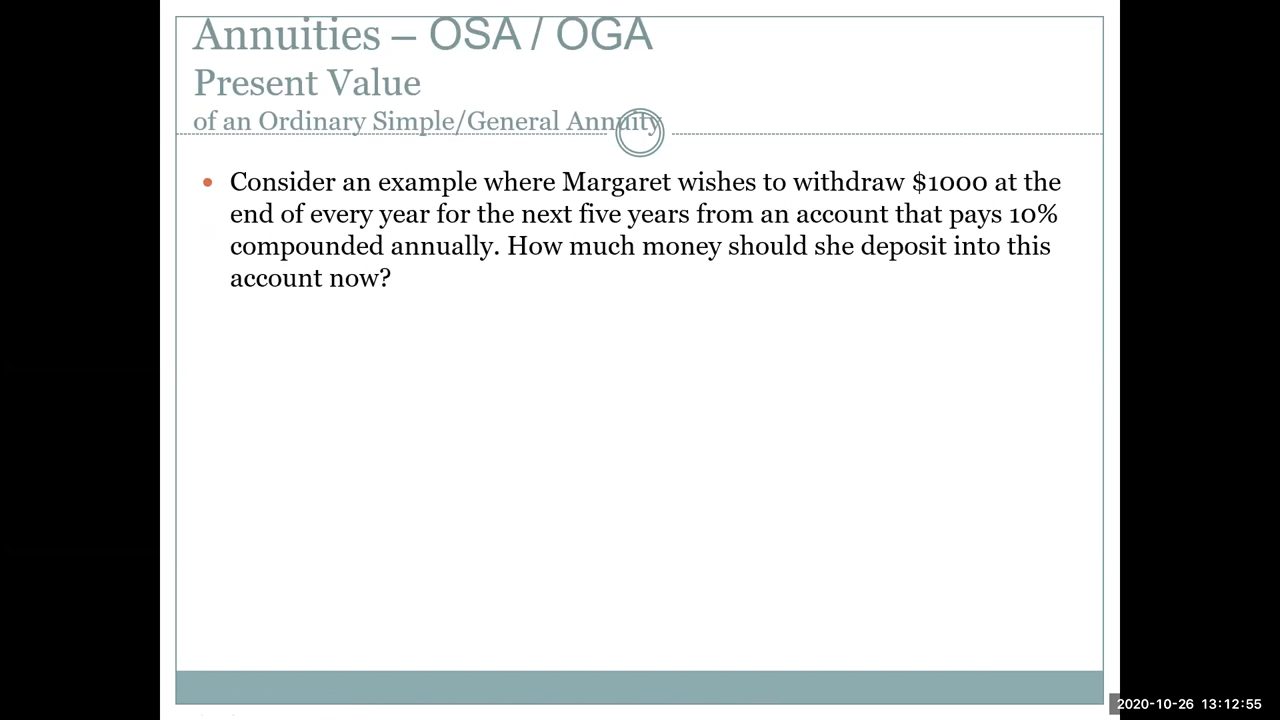 Annuities – OSA / OGA
Present Value
of an Ordinary Simple/General Annuity
• Consider an example where Margaret wishes to withdraw $1000 at the
end of every year for the next five years from an account that pays 10%
compounded annually. How much money should she deposit into this
account now?
2020-10-26 13:12:55